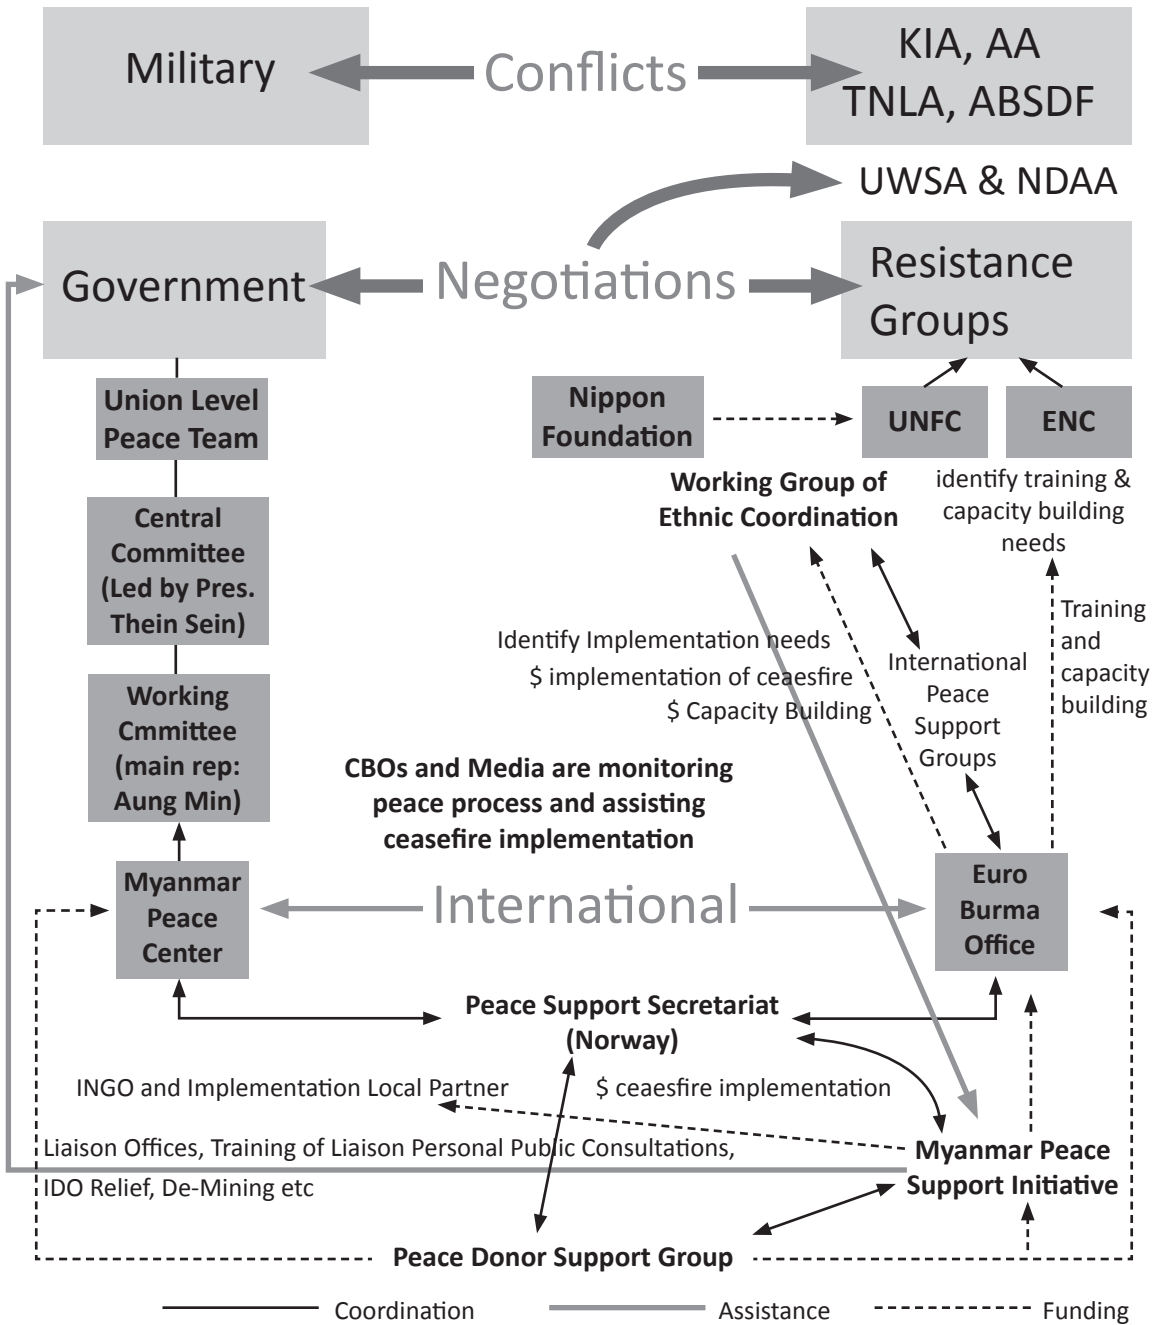 Military
Conflicts
KIA, AA
TNLA, ABSDF
UWSA & NDAA
Government
Negotiations
Resistance
Groups
Union Level
Peace Team
Nippon
Foundation
UNFC
ENC
Working Group of
Ethnic Coordination
identify training &
capacity building
needs
Central
Committee
(Led by Pres.
Thein Sein)
Training
and
capacity
building
Identify Implementation needs
$ implementation of ceaesfire
$ Capacity Building
International
Peace
Support
Groups
Working
Cmmittee
(main rep:
Aung Min)
CBOs and Media are monitoring
peace process and assisting
ceasefire implementation
Myanmar
Peace
Center
International
Euro
Burma
Office
Peace Support Secretariat
(Norway)
INGO and Implementation Local Partner
$ ceaesfire implementation
Liaison Offices, Training of Liaison Personal Public Consultations,
IDO Relief, De-Mining etc
Myanmar Peace
Support Initiative
Peace Donor Support Group
Coordination
Assistance
Funding